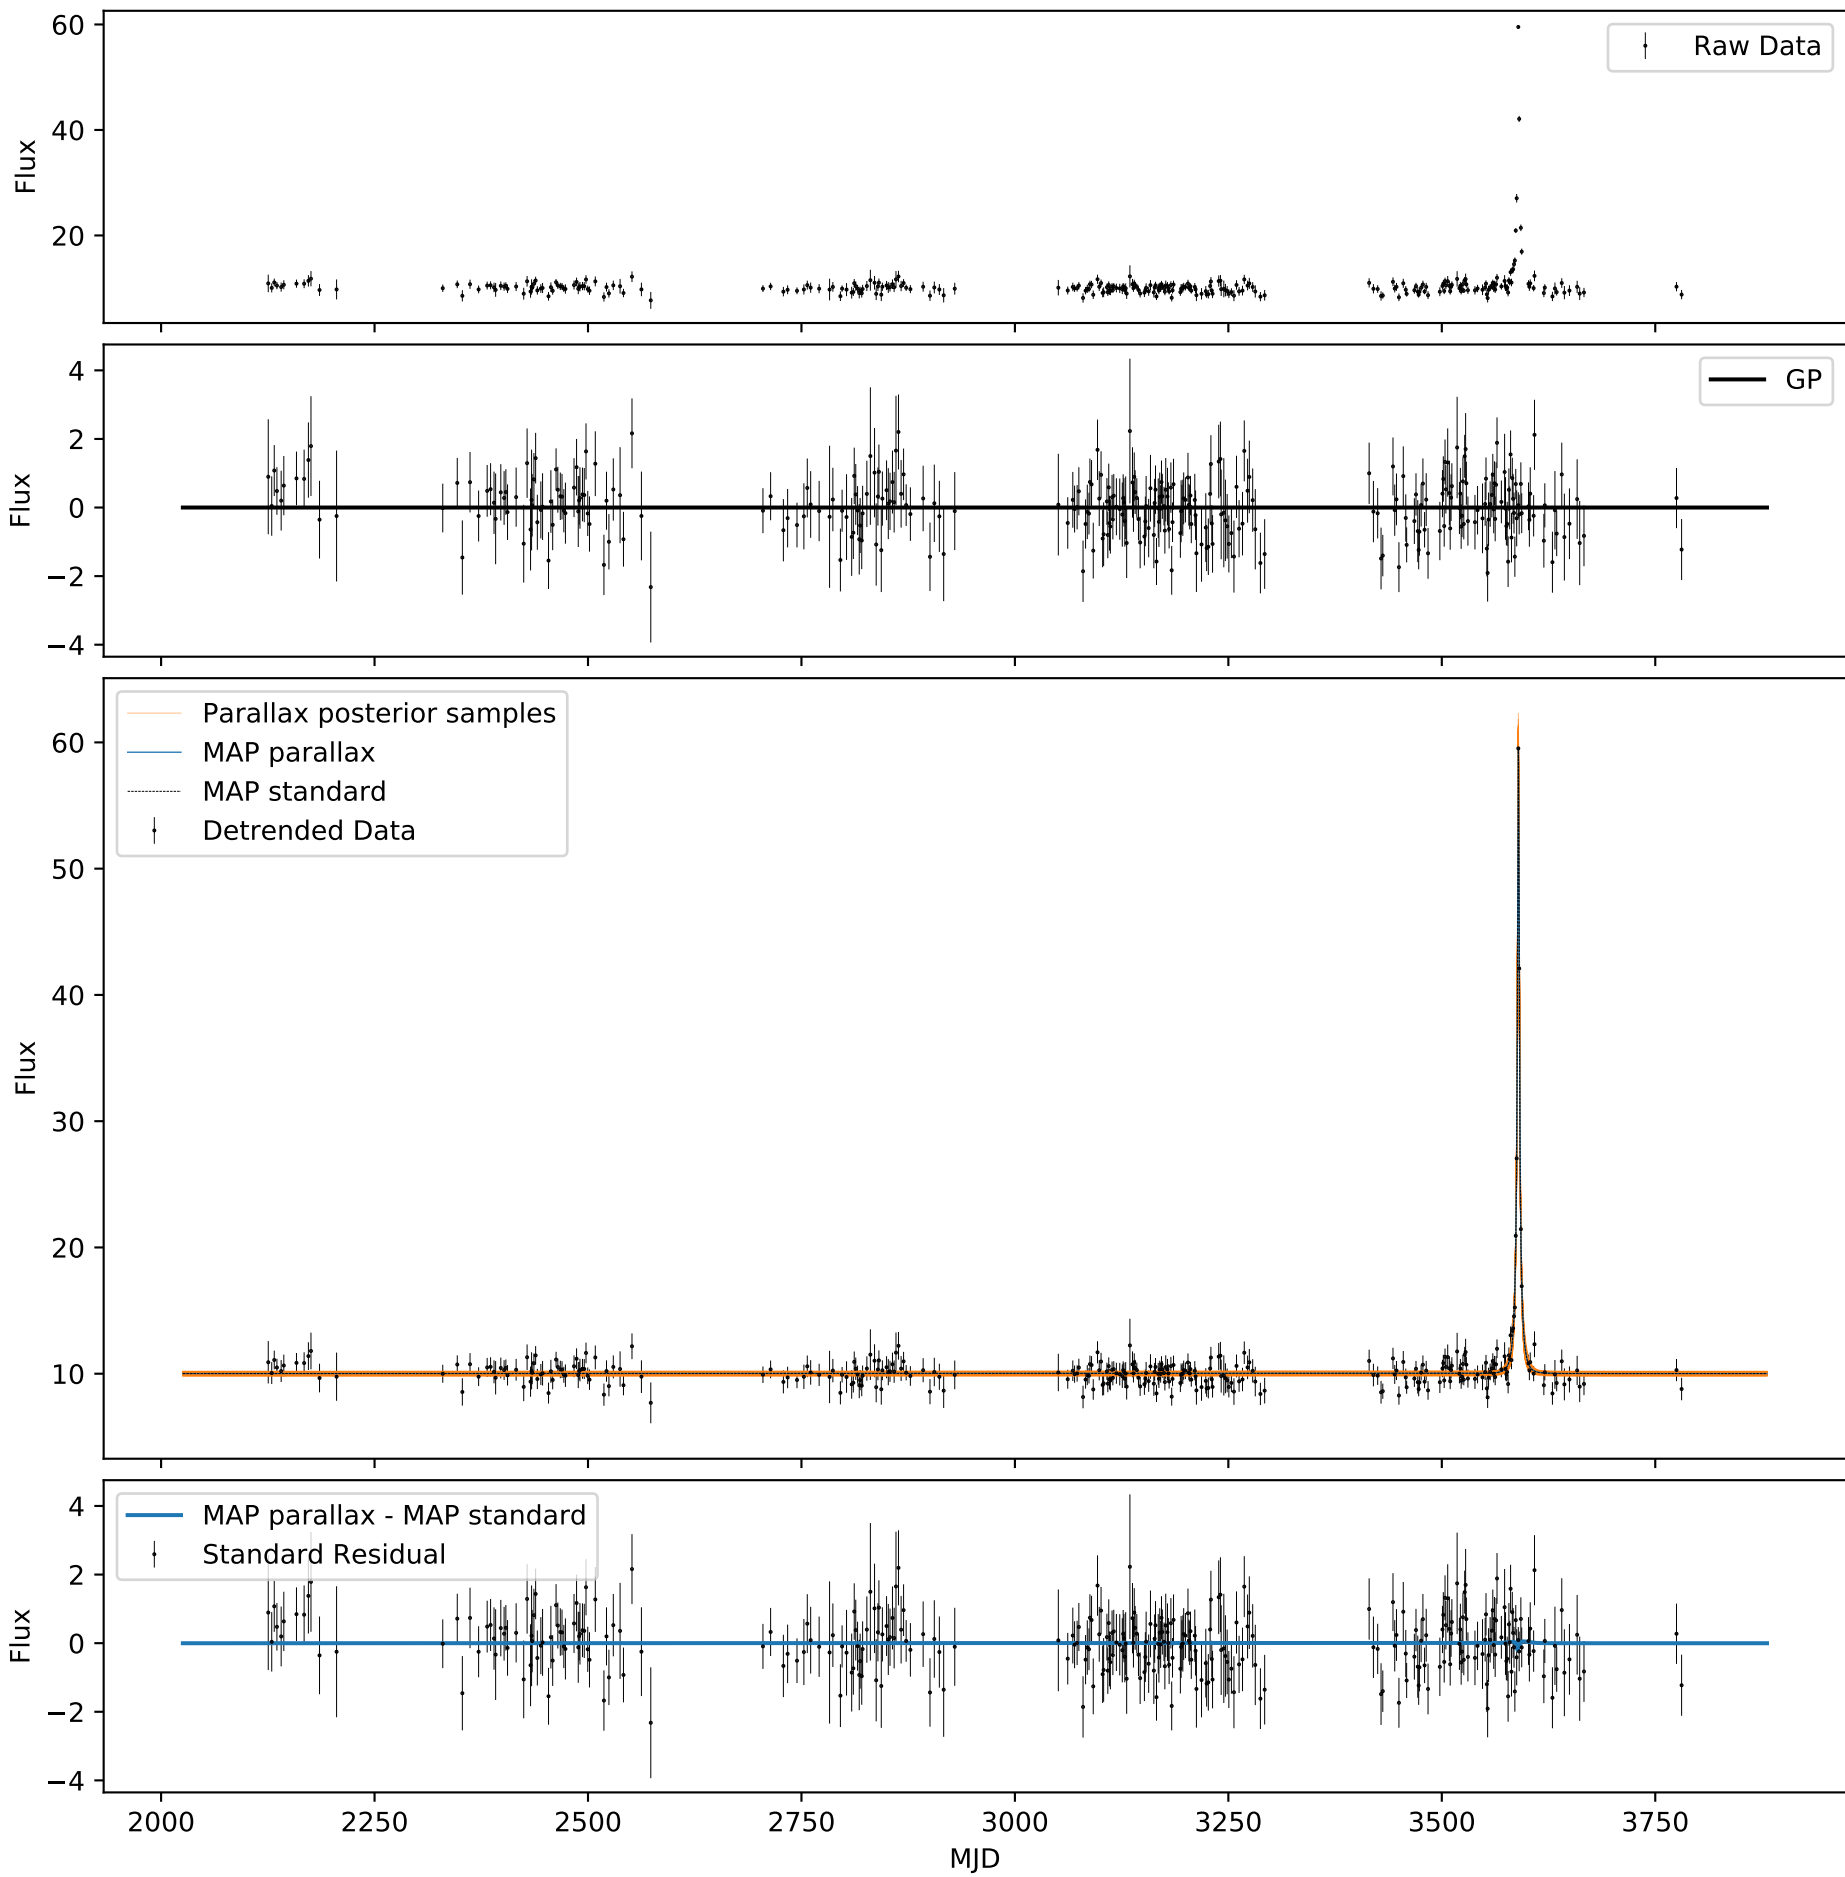 60
40
20
Flux
Raw Data
4
2
0
−2
−4
Flux
GP
60
50
40
30
20
10
Flux
Parallax posterior samples
MAP parallax
MAP standard
Detrended Data
4
2
0
−2
−4
Flux
MAP parallax - MAP standard
Standard Residual
2000 2250 2500 2750 3000 3250 3500 3750
MJD